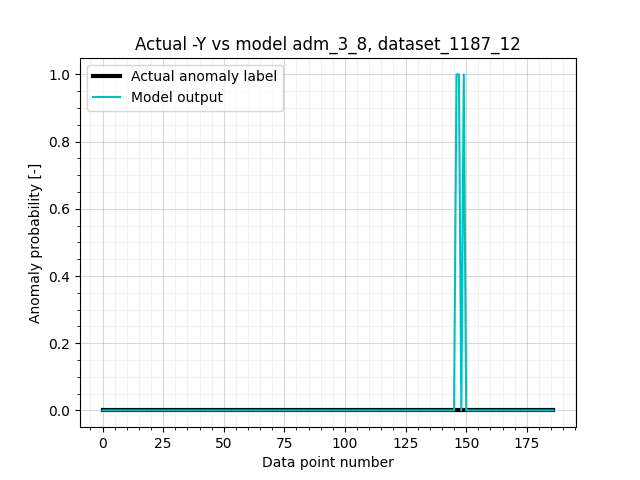 Actual -Y vs model adm_3_8, dataset_1187_12
Actual anomaly label
Model output
Anomaly probability [-]
1.0
0.8
0.6
0.4
0.2
0.0
0 25 50 75 100 125 150 175
Data point number